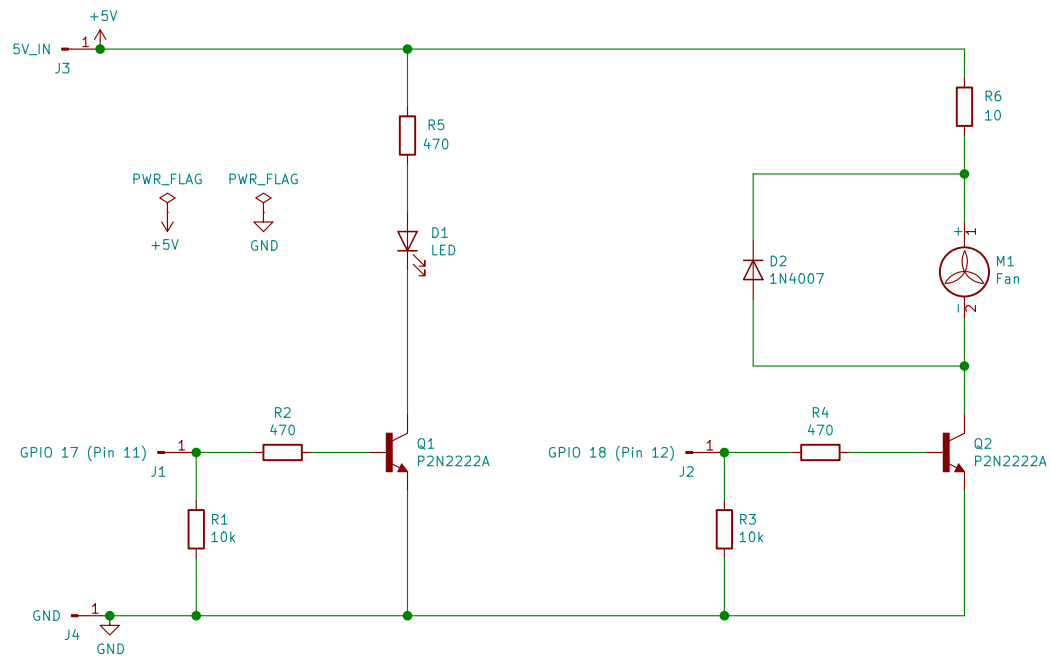 +5V
5V_IN
1
J3
R6
10
R5
470
PWR_FLAG
+5V
PWR_FLAG
GND
D1
LED
+
1
M1
Fan
D2
1N4007
-
2
R2
470
GPIO 17 (Pin 11)
1
J1
Q1
P2N2222A
R4
470
GPIO 18 (Pin 12)
1
J2
Q2
P2N2222A
R1
10k
R3
10k
GND
1
J4
GND